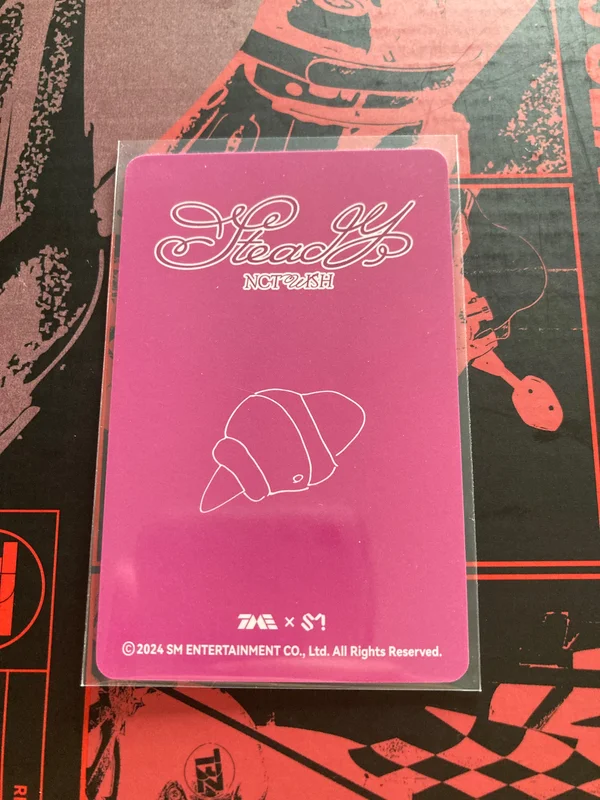 Steady
NCT WISH
TME × SM!
©2024 SM ENTERTAINMENT CO., Ltd. All Rights Reserved.